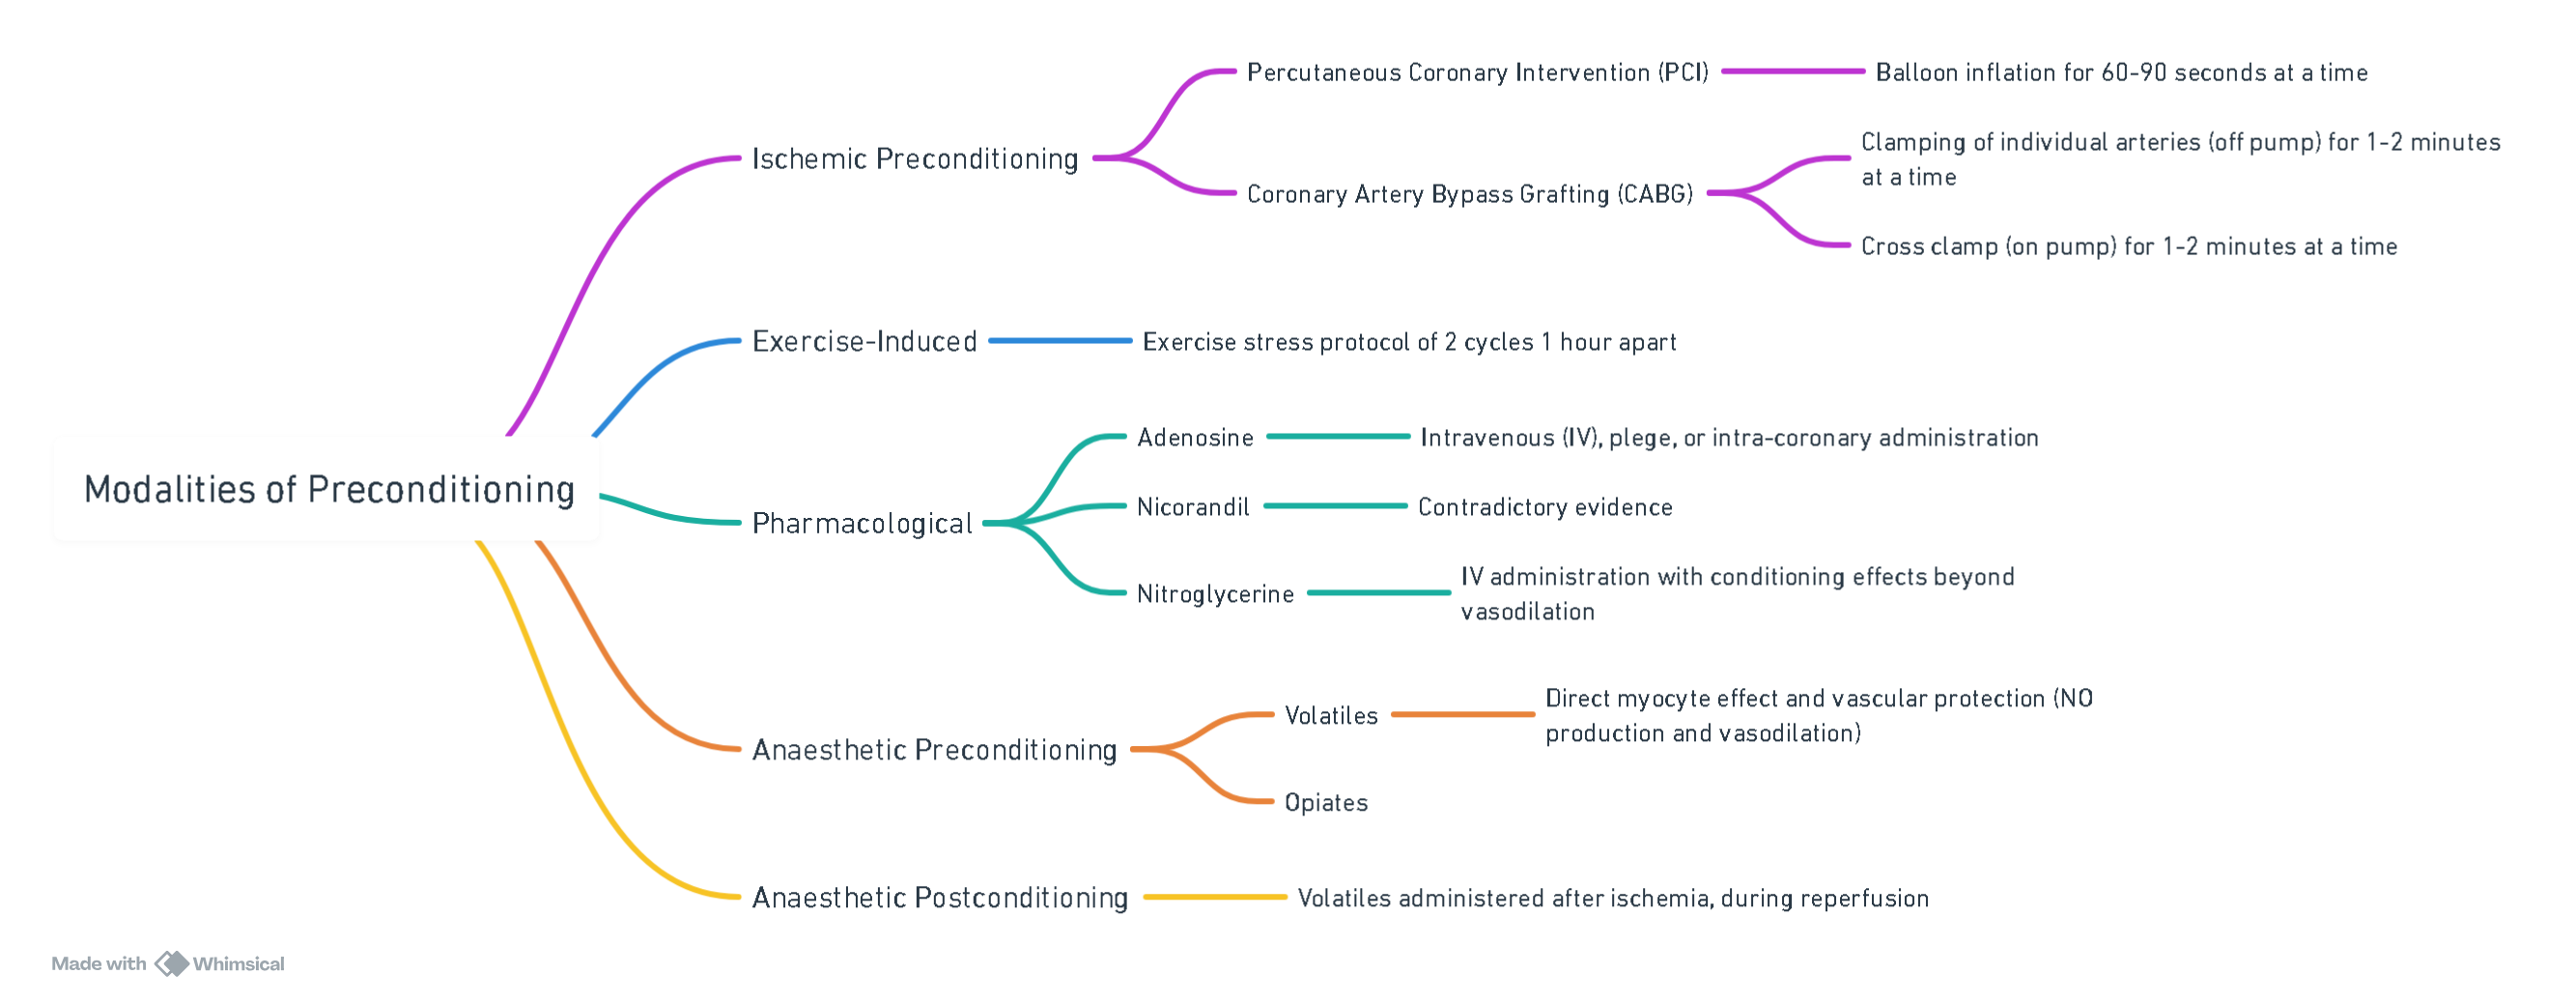 Percutaneous Coronary Intervention (PCI)
Balloon inflation for 60-90 seconds at a time
Clamping of individual arteries (off pump) for 1-2 minutes
at a time
Ischemic Preconditioning
Coronary Artery Bypass Grafting (CABG)
Cross clamp (on pump) for 1-2 minutes at a time
Exercise-Induced
Exercise stress protocol of 2 cycles 1 hour apart
Modalities of Preconditioning
Adenosine
Intravenous (IV), plege, or intra-coronary administration
Pharmacological
Nicorandil
Contradictory evidence
Nitroglycerine
IV administration with conditioning effects beyond
vasodilation
Anaesthetic Preconditioning
Volatiles
Direct myocyte effect and vascular protection (NO
production and vasodilation)
Opiates
Anaesthetic Postconditioning
Volatiles administered after ischemia, during reperfusion
Made with Whimsical